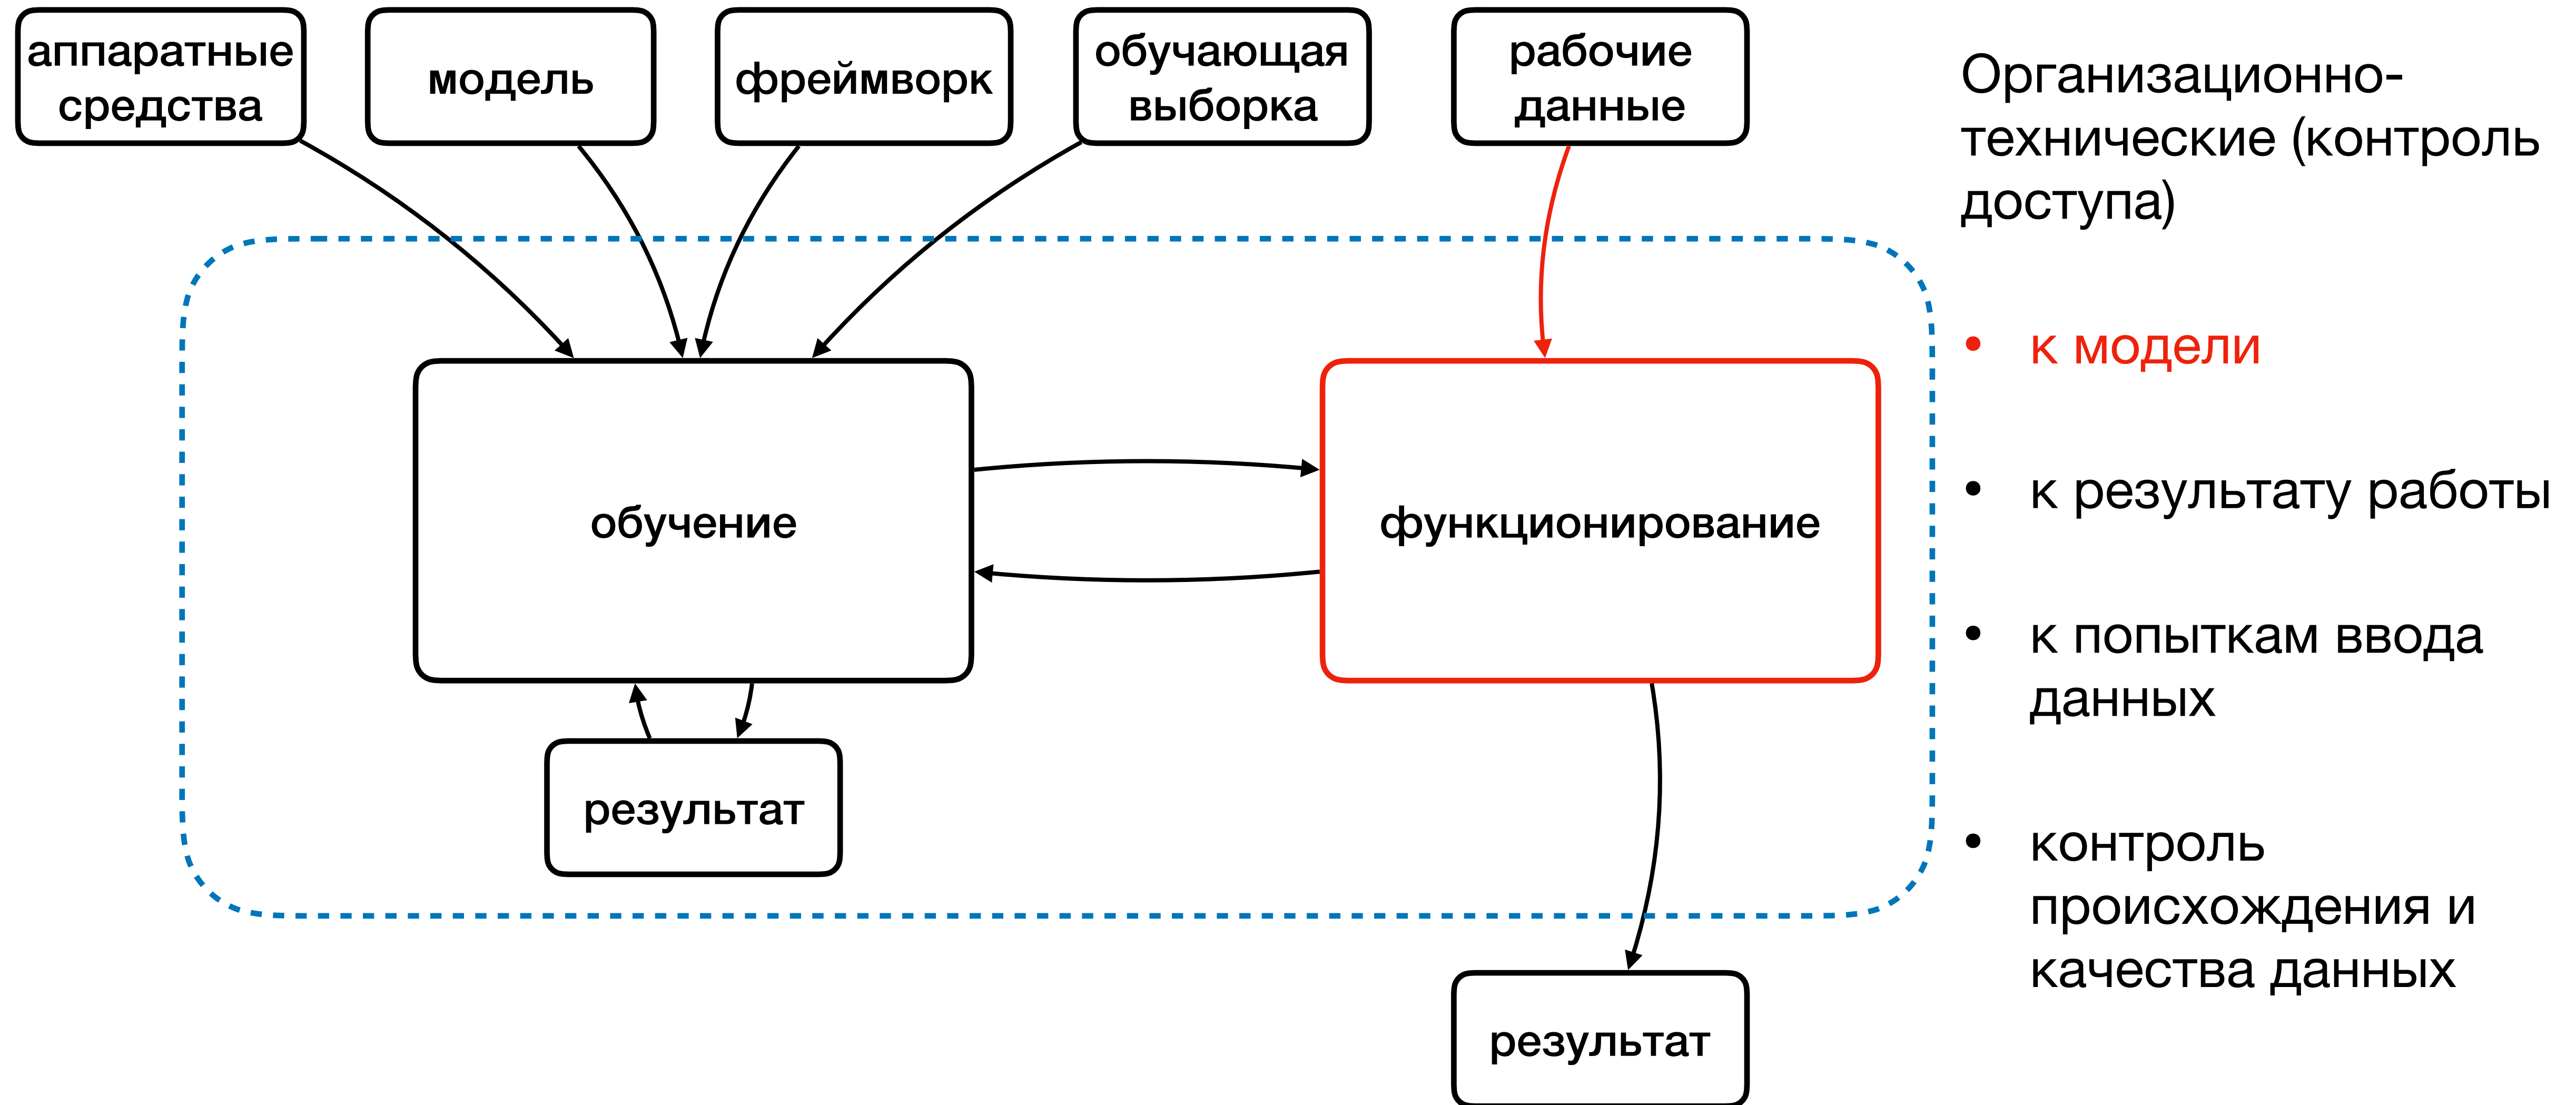 аппаратные
средства
модель
фреймворк
обучающая
выборка
рабочие
данные
Организационно-
технические (контроль
доступа)
• к модели
• к результату работы
• к попыткам ввода
данных
• контроль
происхождения и
качества данных
обучение
функционирование
результат
результат